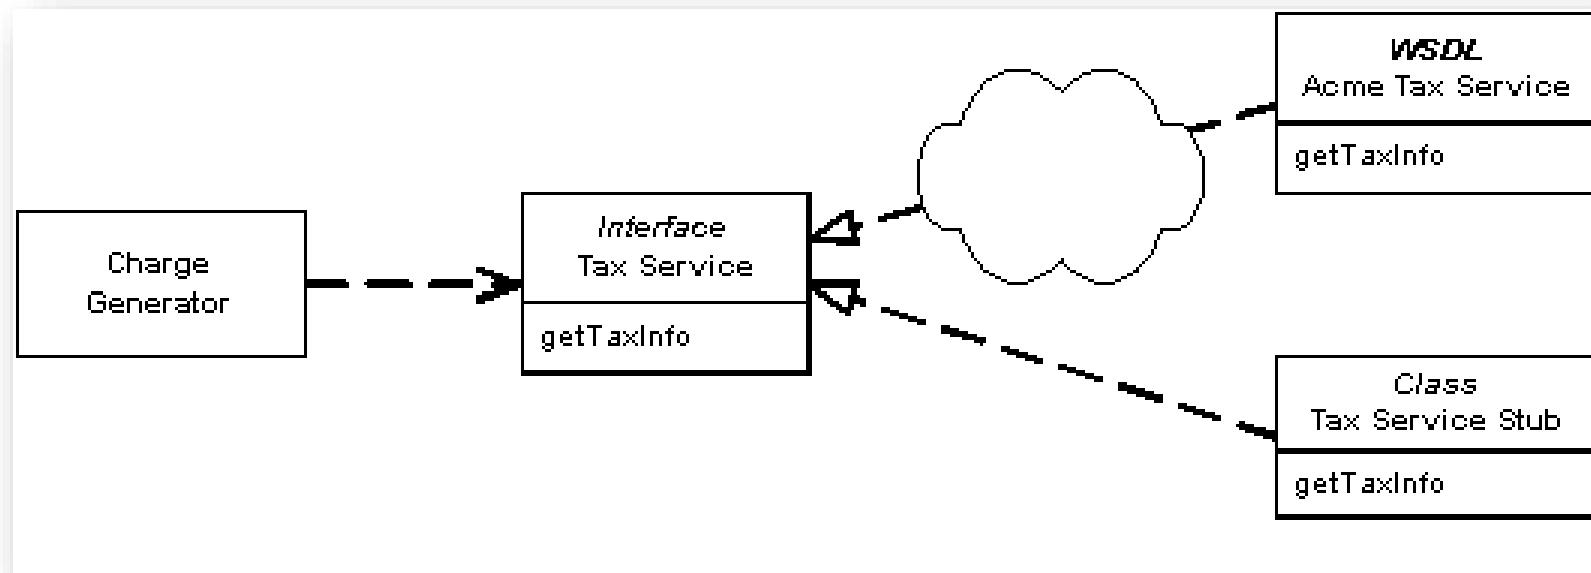 Charge
Generator
Interface
Tax Service
getTaxInfo
WSDL
Acme Tax Service
getTaxInfo
Class
Tax Service Stub
getTaxInfo